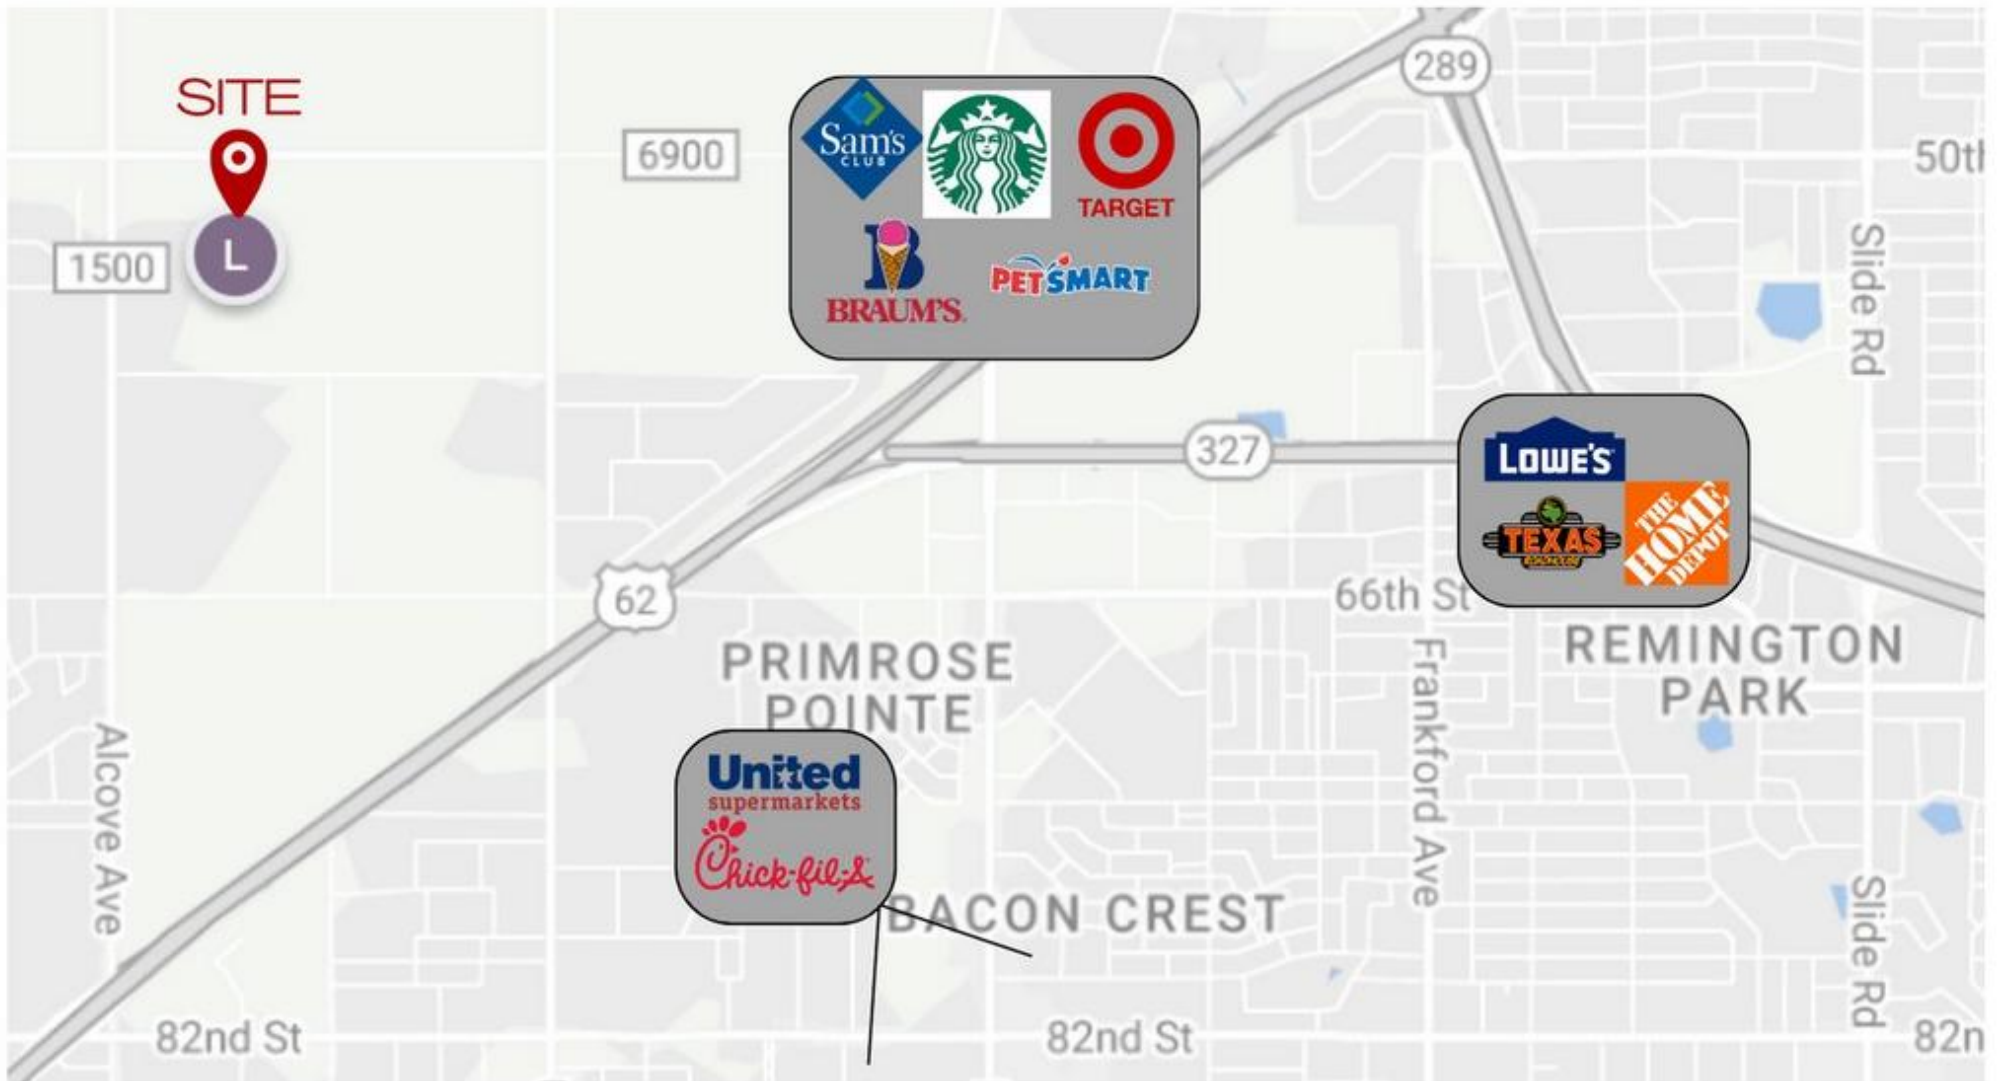 SITE
L
1500
6900
Sam's
CLUB
TARGET
BRAUM'S
PETSMART
289
50th
Slide Rd
327
LOWE'S
TEXAS
ROADHOUSE
THE
HOME
DEPOT
62
66th St
PRIMROSE
POINTE
REMINGTON
PARK
Alcove Ave
Frankford Ave
United
supermarkets
Chick-fil-A
BACON CREST
Slide Rd
82nd St
82nd St
82n